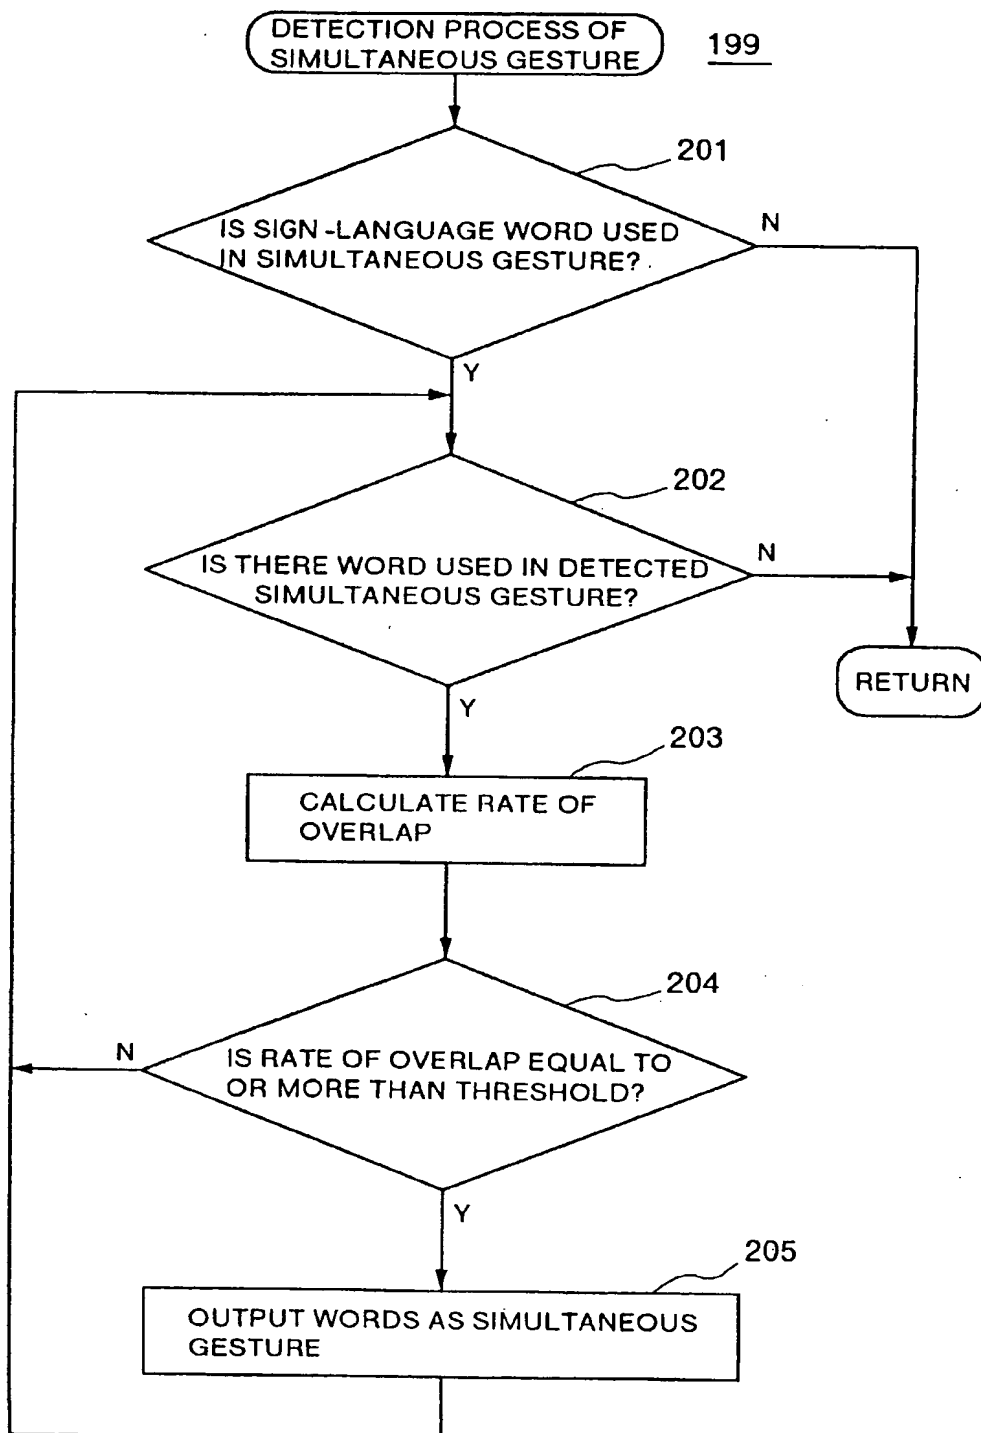 DETECTION PROCESS OF
SIMULTANEOUS GESTURE
199
201
IS SIGN-LANGUAGE WORD USED
IN SIMULTANEOUS GESTURE?
N
Y
202
IS THERE WORD USED IN DETECTED
SIMULTANEOUS GESTURE?
N
RETURN
Y
203
CALCULATE RATE OF
OVERLAP
204
N
IS RATE OF OVERLAP EQUAL TO
OR MORE THAN THRESHOLD?
Y
205
OUTPUT WORDS AS SIMULTANEOUS
GESTURE